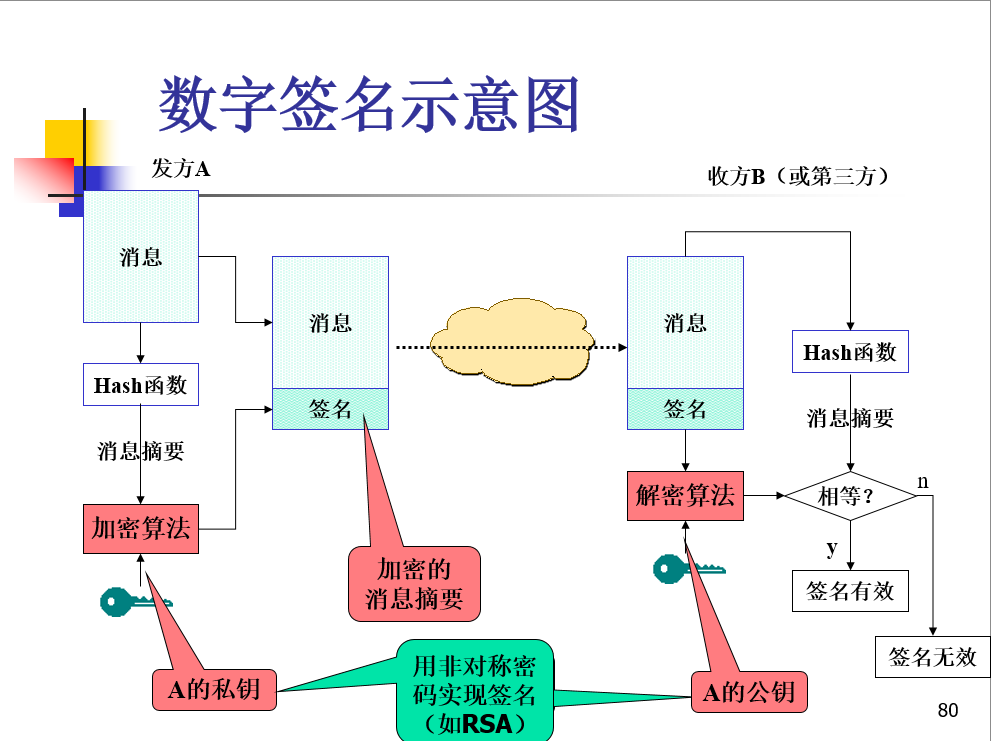 数字签名示意图
发方A
收方B（或第三方）
消息
消息
消息
Hash函数
Hash函数
签名
签名
消息摘要
消息摘要
加密算法
解密算法
相等？
n
y
加密的
消息摘要
签名有效
签名无效
A的私钥
用非对称密
码实现签名
（如RSA）
A的公钥
80